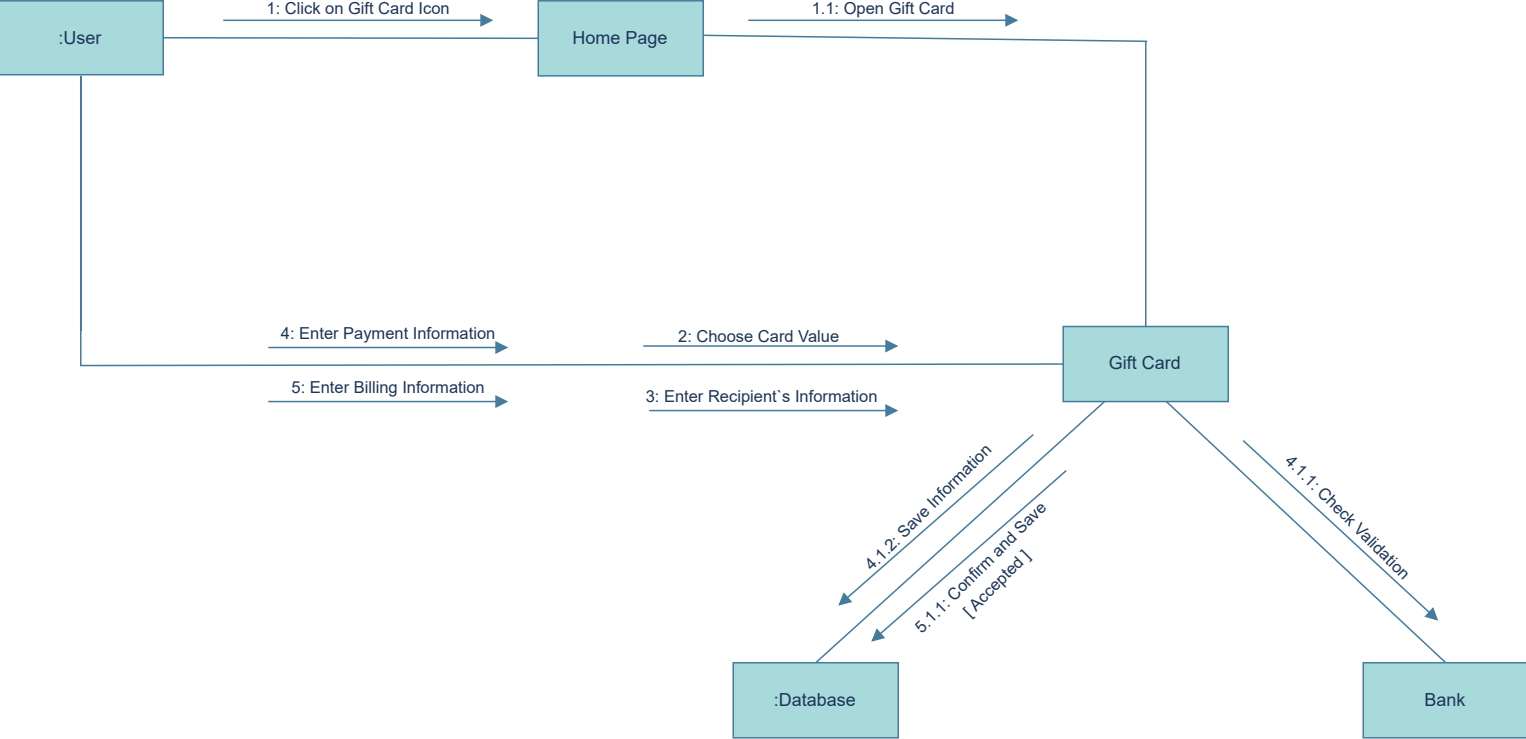 1: Click on Gift Card Icon
1.1: Open Gift Card
:User
Home Page
4: Enter Payment Information
2: Choose Card Value
Gift Card
5: Enter Billing Information
3: Enter Recipient`s Information
4.1.2: Save Information
5.1.1: Confirm and Save
[ Accepted ]
4.1.1: Check Validation
:Database
Bank